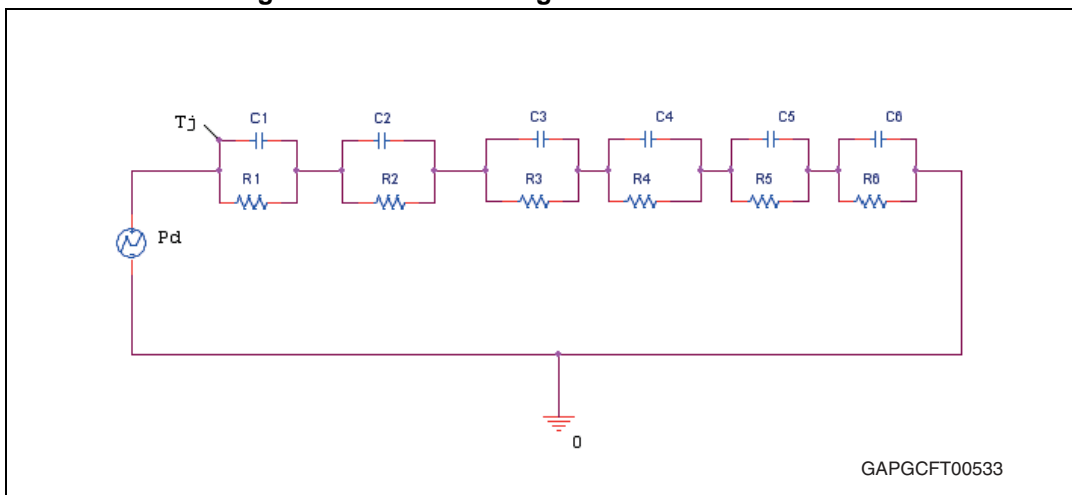 Tj
C1 C2 C3 C4 C5 C6
R1 R2 R3 R4 R5 R6
Pd
0
GAPGCFT00533